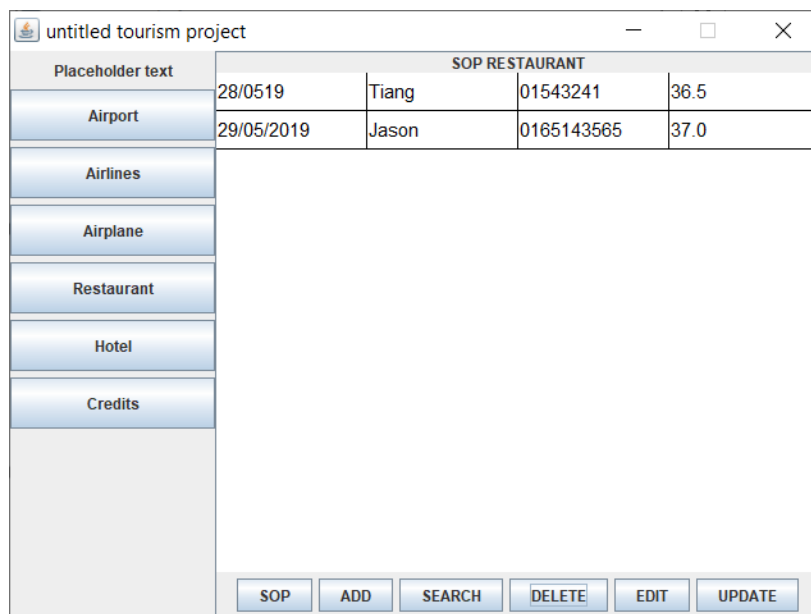 untitled tourism project
Placeholder text
Airport
Airlines
Airplane
Restaurant
Hotel
Credits
SOP RESTAURANT
28/0519 Tiang 01543241 36.5
29/05/2019 Jason 0165143565 37.0
SOP ADD SEARCH DELETE EDIT UPDATE